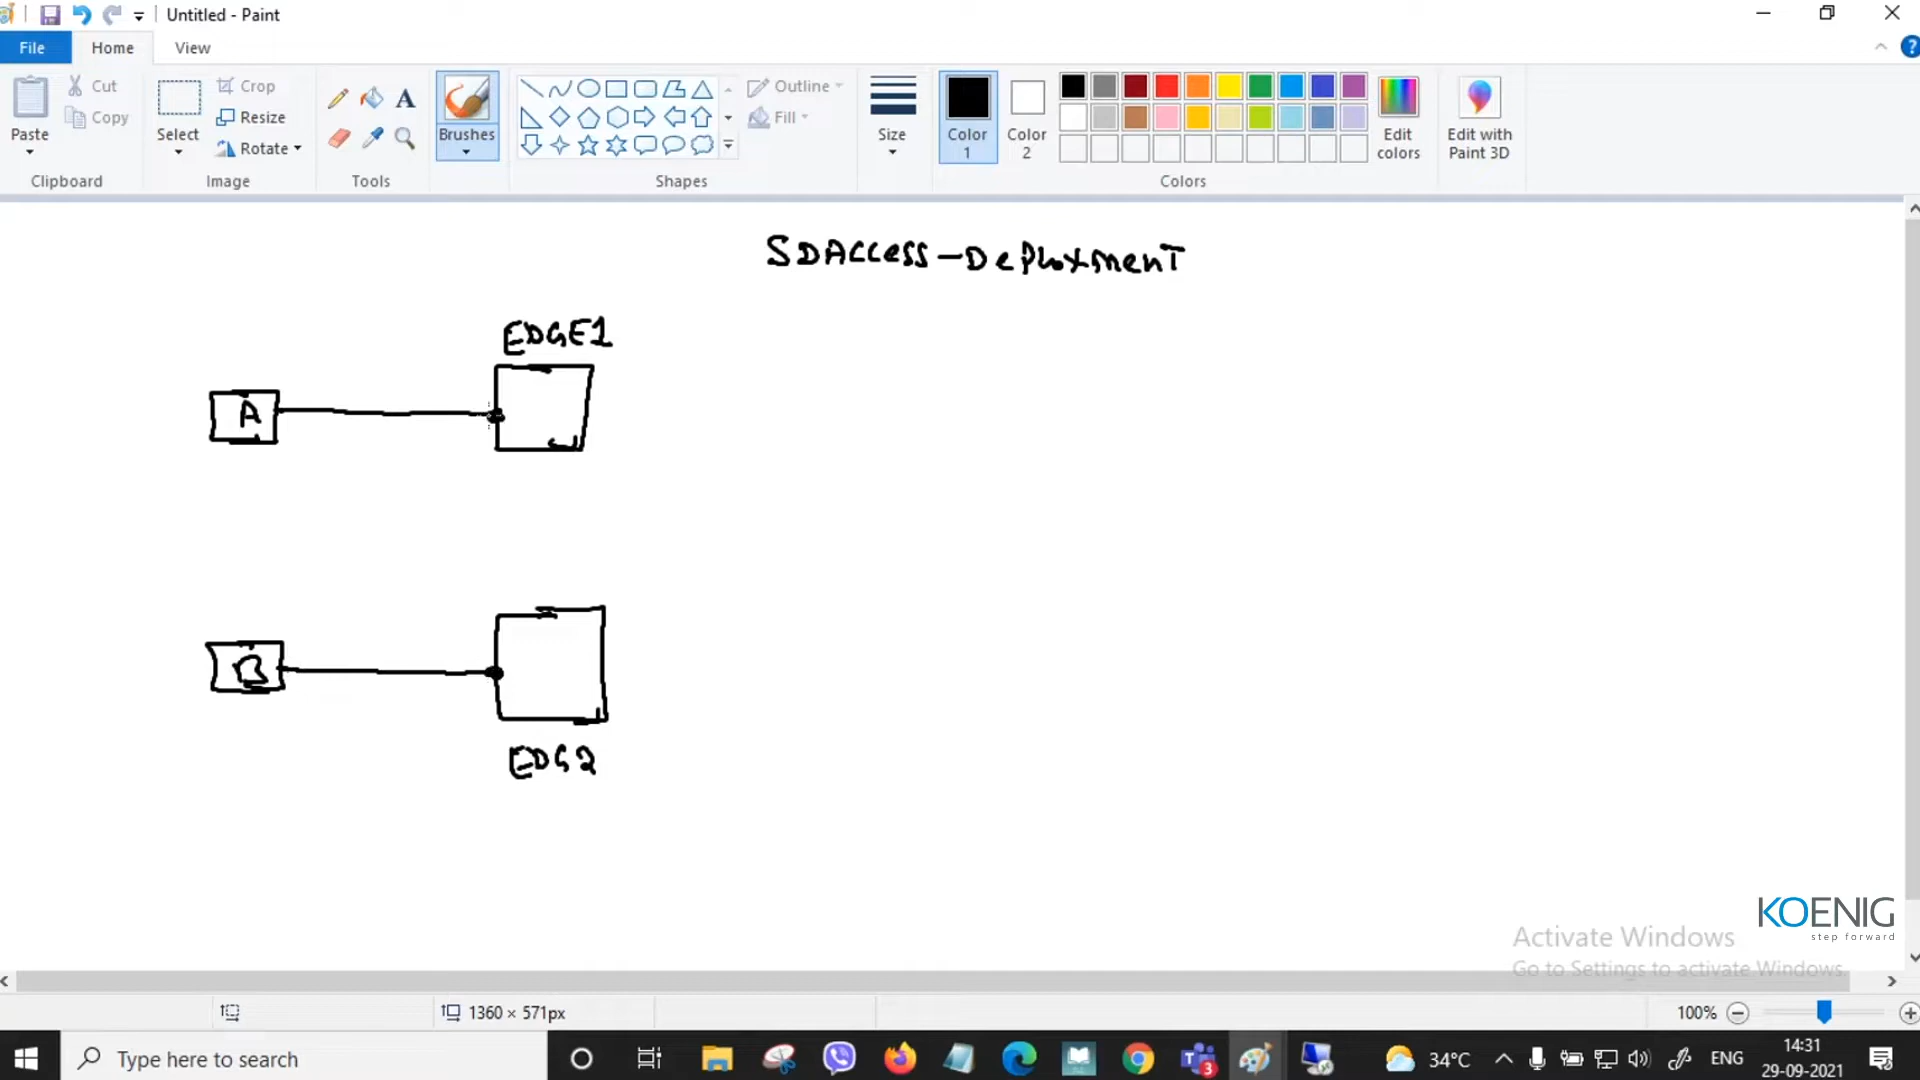 Untitled - Paint
File Home View
Paste
Cut
Copy
Clipboard
Select
Crop
Resize
Rotate
Image
A
Tools
Brushes
Shapes
Outline
Fill
Size
Color 1
Color 2
Edit colors
Edit with Paint 3D
Colors
?
SDACCess-DePloyment
EDGE1
A
B
EDG2
KOENIG
step forward
Activate Windows
Go to Settings to activate Windows.
1360 × 571px
100%
Type here to search
3
34°C
ENG
14:31
29-09-2021